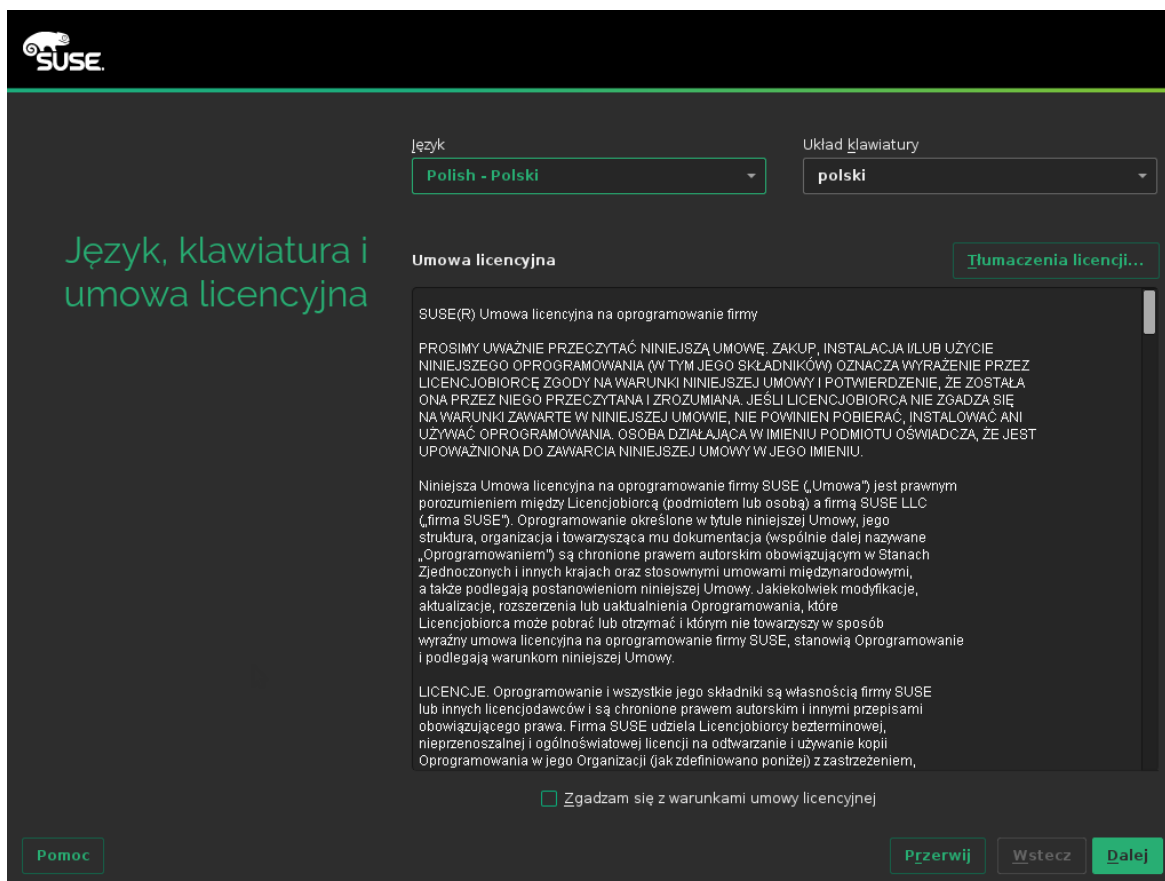 SUSE.
Język
Układ klawiatury
Polish - Polski
polski
Język, klawiatura i
umowa licencyjna
Umowa licencyjna
Tłumaczenia licencji...
SUSE(R) Umowa licencyjna na oprogramowanie firmy
PROSIMY UWAŻNIE PRZECZYTAĆ NINIEJSZĄ UMOWĘ. ZAKUP, INSTALACJA I/LUB UŻYCIE
NINIEJSZEGO OPROGRAMOWANIA (W TYM JEGO SKŁADNIKÓW) OZNACZA WYRAŻENIE PRZEZ
LICENCJOBIORCĘ ZGODY NA WARUNKI NINIEJSZEJ UMOWY I POTWIERDZENIE, ŻE ZOSTAŁA
ONA PRZEZ NIEGO PRZECZYTANA I ZROZUMIANA. JEŚLI LICENCJOBIORCA NIE ZGADZA SIĘ
NA WARUNKI ZAWARTE W NINIEJSZEJ UMOWIE, NIE POWINIEN POBIERAĆ, INSTALOWAĆ ANI
UŻYWAĆ OPROGRAMOWANIA. OSOBA DZIAŁAJĄCA W IMIENIU PODMIOTU OŚWIADCZA, ŻE JEST
UPOWAŻNIONA DO ZAWARCIA NINIEJSZEJ UMOWY W JEGO IMIENIU.
Niniejsza Umowa licencyjna na oprogramowanie firmy SUSE („Umowa”) jest prawnym
porozumieniem między Licencjobiorcą (podmiotem lub osobą) a firmą SUSE LLC
(„firma SUSE”). Oprogramowanie określone w tytule niniejszej Umowy, jego
struktura, organizacja i towarzysząca mu dokumentacja (wspólnie dalej nazywane
„Oprogramowaniem”) są chronione prawem autorskim obowiązującym w Stanach
Zjednoczonych i innych krajach oraz stosownymi umowami międzynarodowymi,
a także podlegają postanowieniom niniejszej Umowy. Jakiekolwiek modyfikacje,
aktualizacje, rozszerzenia lub uaktualnienia Oprogramowania, które
Licencjobiorca może pobrać lub otrzymać i którym nie towarzyszy w sposób
wyraźny umowa licencyjna na oprogramowanie firmy SUSE, stanowią Oprogramowanie
i podlegają warunkom niniejszej Umowy.
LICENCJE. Oprogramowanie i wszystkie jego składniki są własnością firmy SUSE
lub innych licencjodawców i są chronione prawem autorskim i innymi przepisami
obowiązującego prawa. Firma SUSE udziela Licencjobiorcy bezterminowej,
nieprzenoszalnej i ogólnoświatowej licencji na odtwarzanie i używanie kopii
Oprogramowania w jego Organizacji (jak zdefiniowano poniżej) z zastrzeżeniem,
Zgadzam się z warunkami umowy licencyjnej
Pomoc
Przerwij
Wstecz
Dalej